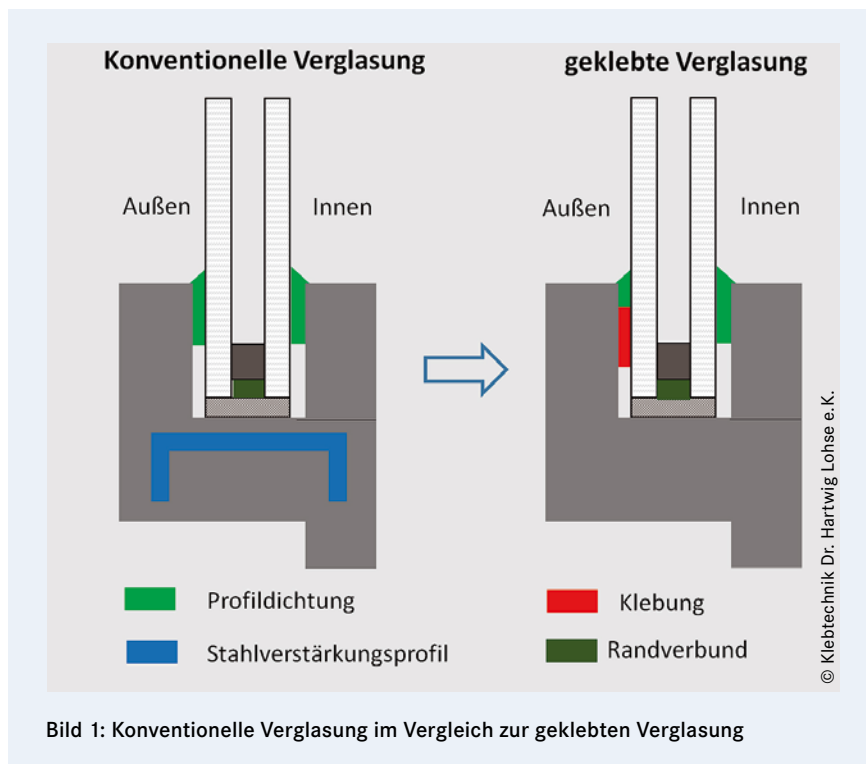 Konventionelle Verglasung
geklebte Verglasung
Außen
Innen
Außen
Innen
Profildichtung
Klebung
Stahlverstärkungsprofil
Randverbund
© Klebtechnik Dr. Hartwig Lohse e.K.
Bild 1: Konventionelle Verglasung im Vergleich zur geklebten Verglasung